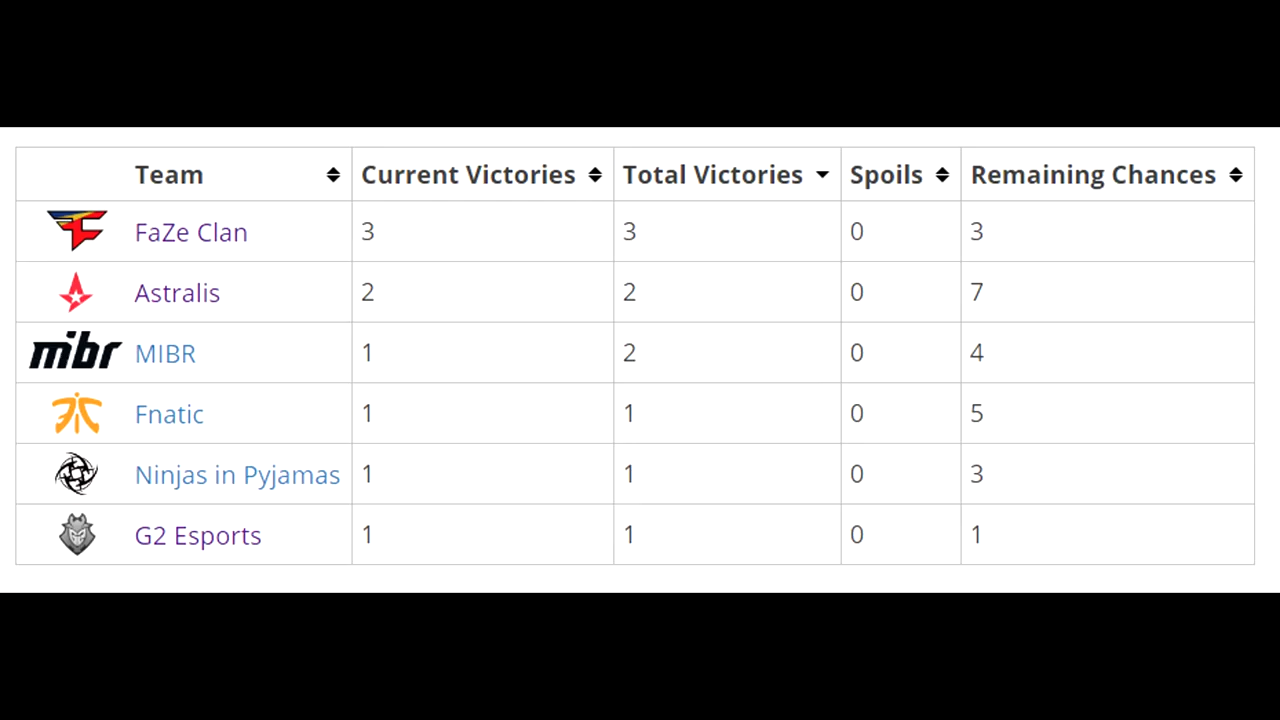 Team Current Victories Total Victories Spoils Remaining Chances
FaZe Clan 3 3 0 3
Astralis 2 2 0 7
mibr MIBR 1 2 0 4
Fnatic 1 1 0 5
Ninjas in Pyjamas 1 1 0 3
G2 Esports 1 1 0 1